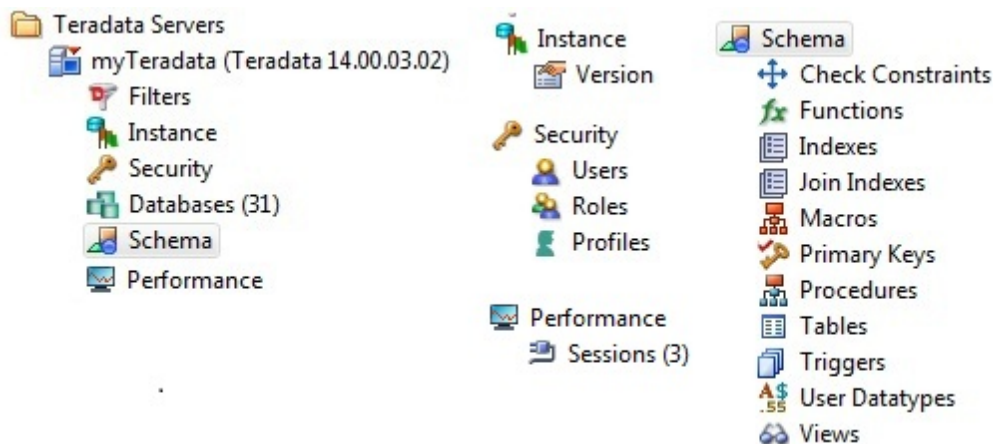 Teradata Servers
myTeradata (Teradata 14.00.03.02)
Filters
Instance
Security
Databases (31)
Schema
Performance
Instance
Version
Security
Users
Roles
Profiles
Performance
Sessions (3)
Schema
Check Constraints
Functions
Indexes
Join Indexes
Macros
Primary Keys
Procedures
Tables
Triggers
User Datatypes
Views